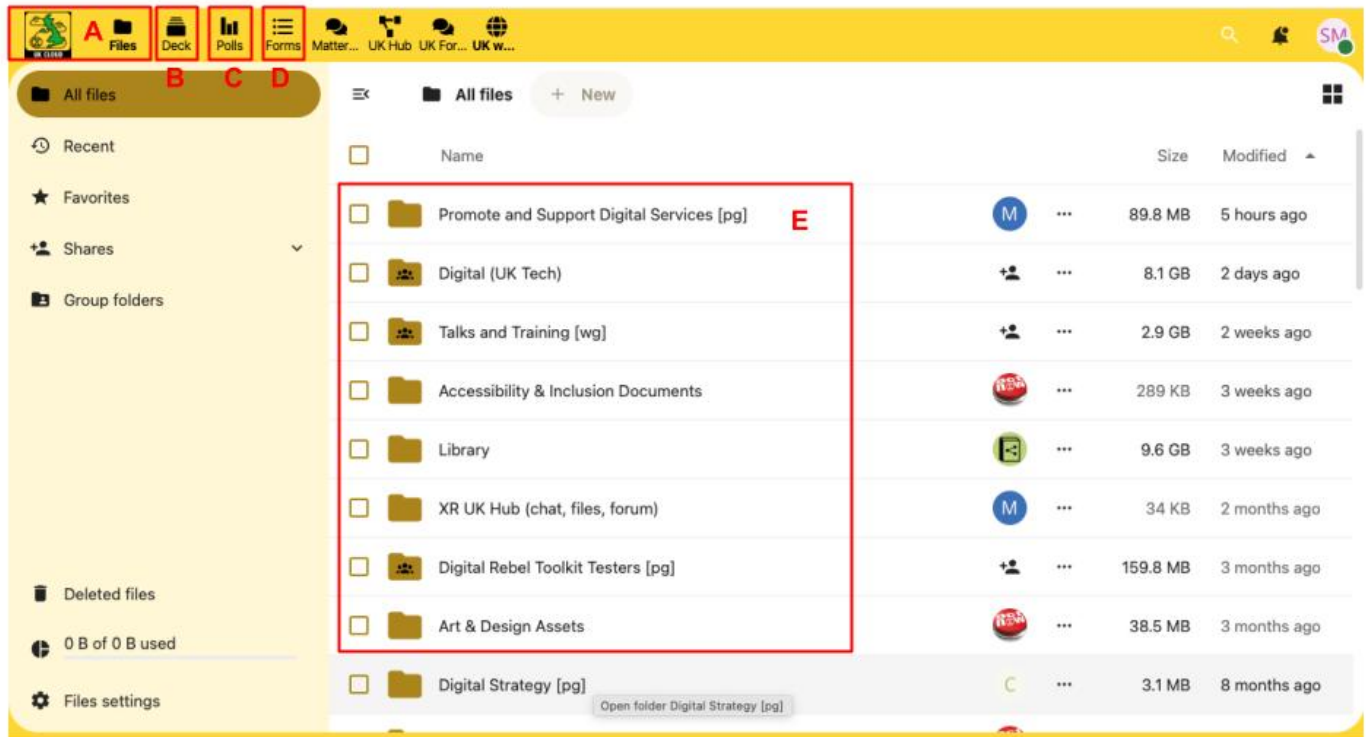 UK CLOUD
A
Files
Deck
Polls
Forms
Matter...
UK Hub
UK For...
UK w...
SM
B
C
D
All files
Recent
Favorites
Shares
Group folders
Deleted files
0 B of 0 B used
Files settings
All files
+ New
Name Size Modified
Promote and Support Digital Services [pg] E M ... 89.8 MB 5 hours ago
Digital (UK Tech) ... 8.1 GB 2 days ago
Talks and Training [wg] ... 2.9 GB 2 weeks ago
Accessibility & Inclusion Documents ... 289 KB 3 weeks ago
Library ... 9.6 GB 3 weeks ago
XR UK Hub (chat, files, forum) M ... 34 KB 2 months ago
Digital Rebel Toolkit Testers [pg] ... 159.8 MB 3 months ago
Art & Design Assets ... 38.5 MB 3 months ago
Digital Strategy [pg] C ... 3.1 MB 8 months ago
Open folder Digital Strategy [pg]